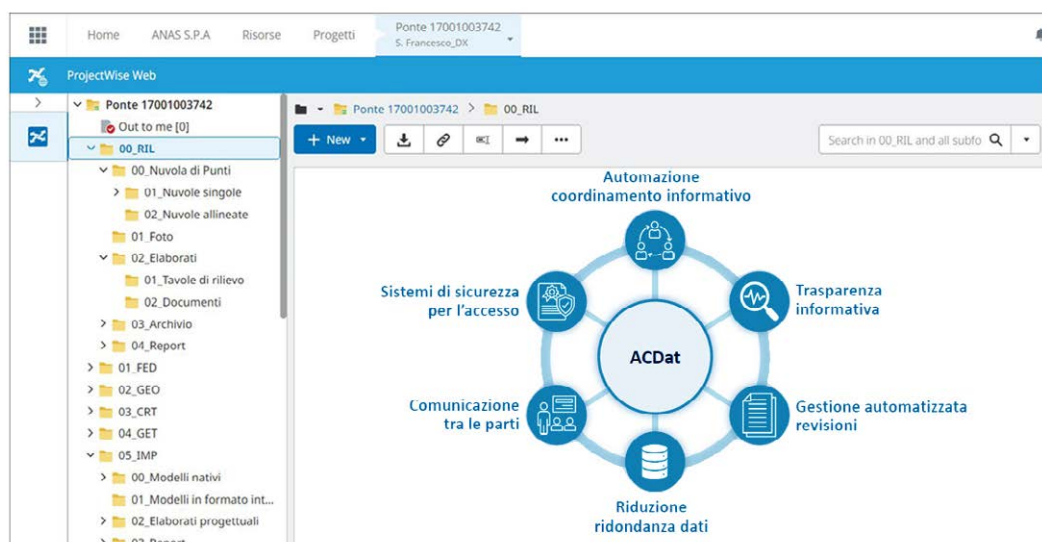 Home ANAS S.P.A Risorse Progetti Ponte 17001003742
S. Francesco_DX
ProjectWise Web
Ponte 17001003742
Out to me [0]
00_RIL
00_Nuvola di Punti
01_Nuvole singole
02_Nuvole allineate
01_Foto
02_Elaborati
01_Tavole di rilievo
02_Documenti
03_Archivio
04_Report
01_FED
02_GEO
03_CRT
04_GET
05_IMP
00_Modelli nativi
01_Modelli in formato int...
02_Elaborati progettuali
03_Report
Ponte 17001003742 > 00_RIL
+ New
Search in 00_RIL and all subfo
Automazione
coordinamento informativo
Sistemi di sicurezza
per l'accesso
Trasparenza
informativa
ACDat
Comunicazione
tra le parti
Gestione automatizzata
revisioni
Riduzione
ridondanza dati